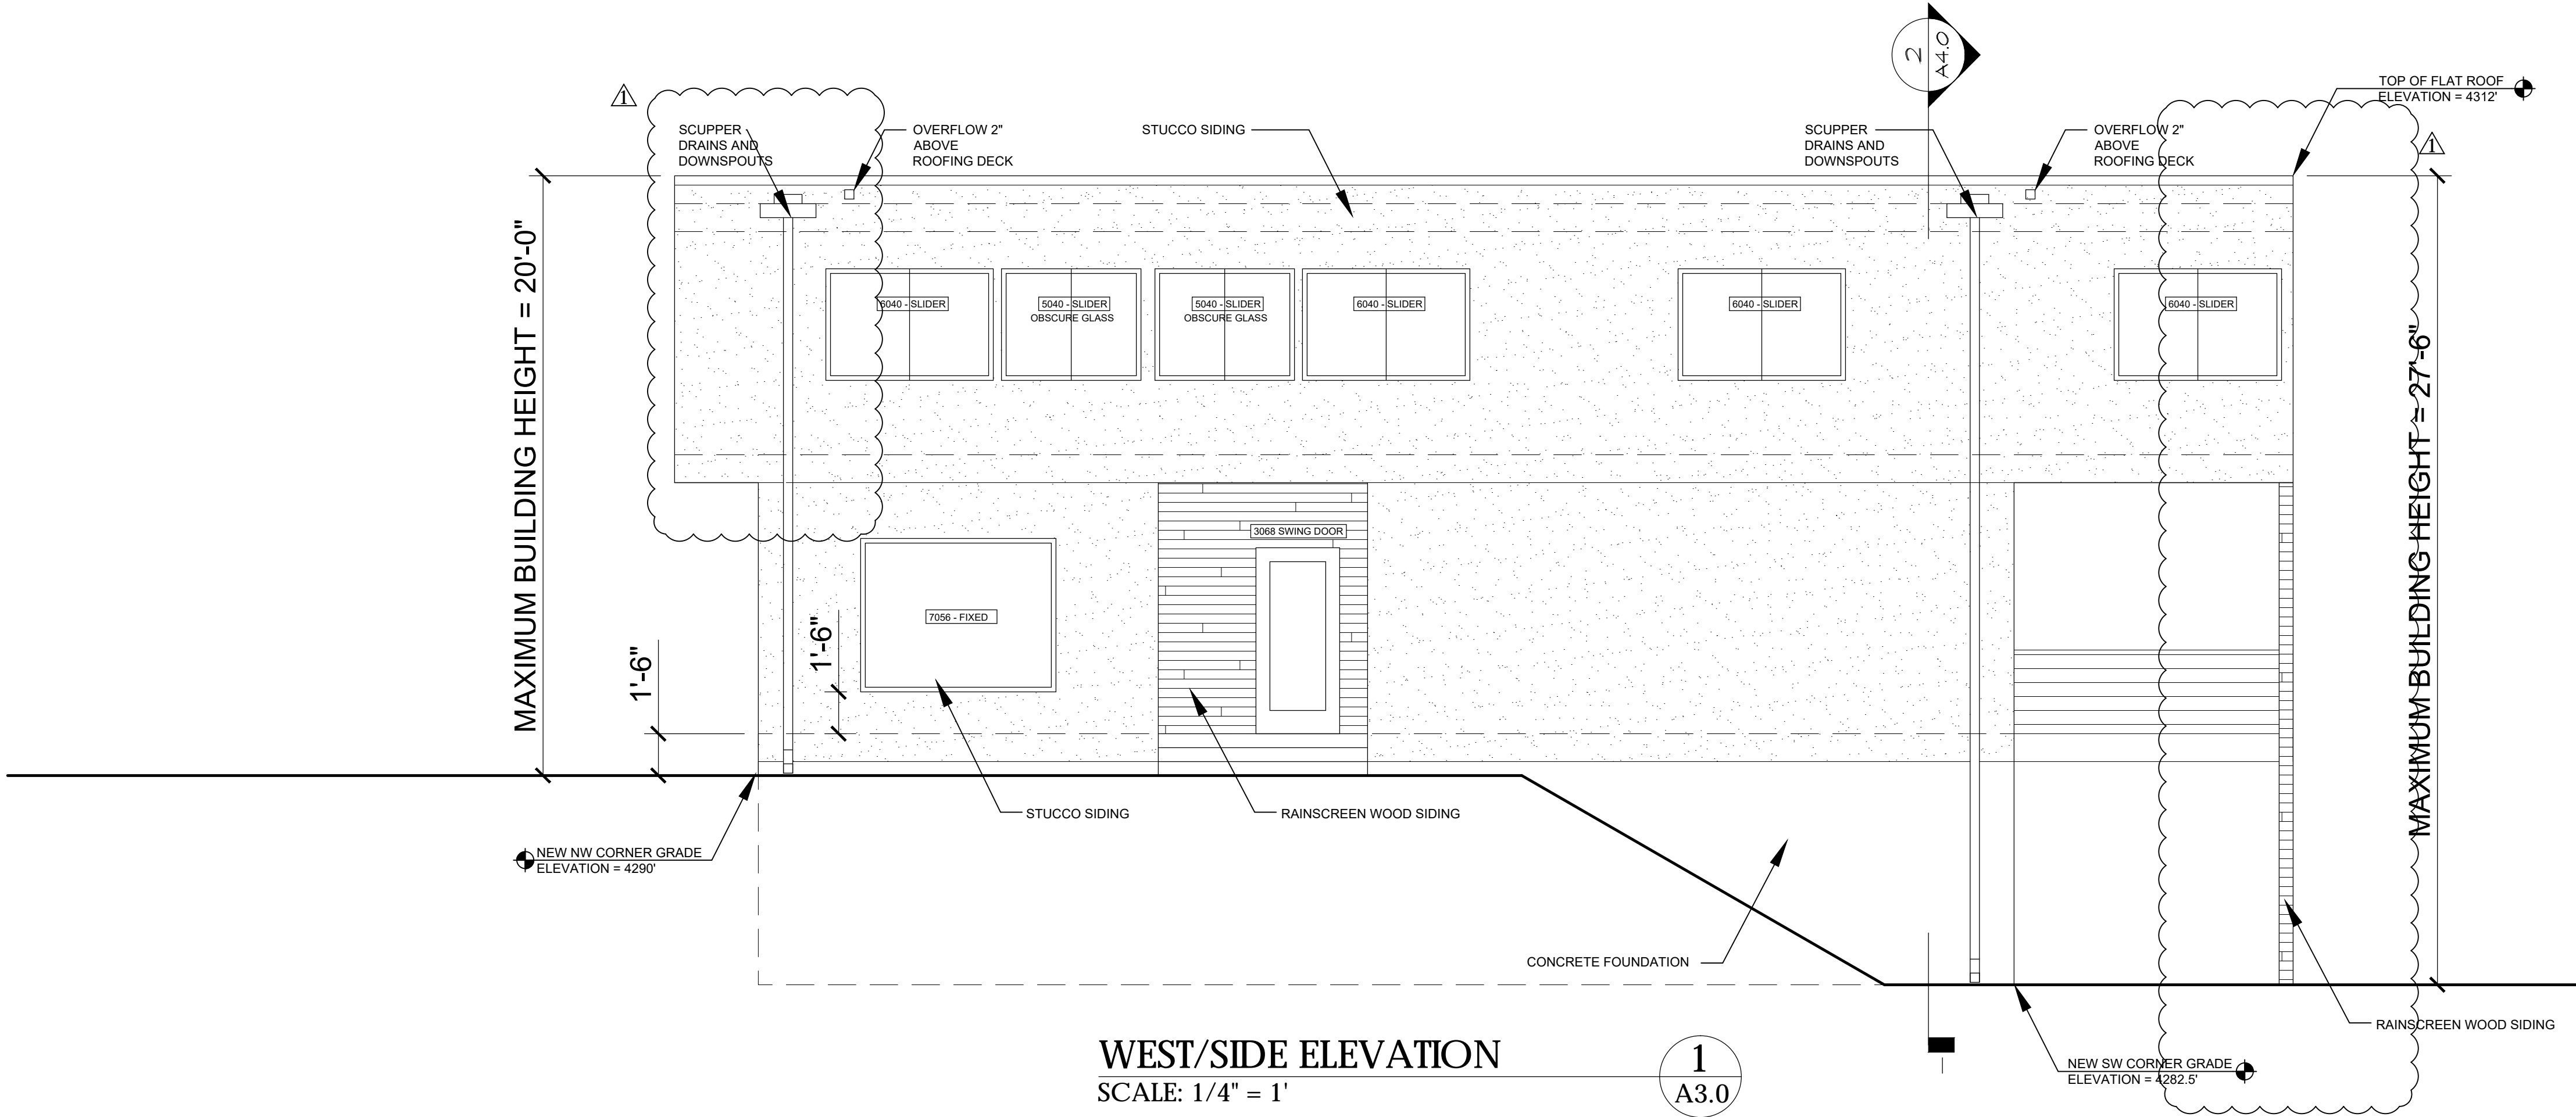 2
A4.0
TOP OF FLAT ROOF
ELEVATION = 4312'
1
SCUPPER
DRAINS AND
DOWNSPOUTS
OVERFLOW 2"
ABOVE
ROOFING DECK
STUCCO SIDING
SCUPPER
DRAINS AND
DOWNSPOUTS
OVERFLOW 2"
ABOVE
ROOFING DECK
1
MAXIMUM BUILDING HEIGHT = 20'-0"
6040 - SLIDER
5040 - SLIDER
OBSCURE GLASS
5040 - SLIDER
OBSCURE GLASS
6040 - SLIDER
6040 - SLIDER
6040 - SLIDER
MAXIMUM BUILDING HEIGHT = 27'-6"
3068 SWING DOOR
7056 - FIXED
1'-6"
1'-6"
STUCCO SIDING
RAINSCREEN WOOD SIDING
NEW NW CORNER GRADE
ELEVATION = 4290'
CONCRETE FOUNDATION
RAINSCREEN WOOD SIDING
NEW SW CORNER GRADE
ELEVATION = 4282.5'
WEST/SIDE ELEVATION
SCALE: 1/4" = 1'
1
A3.0